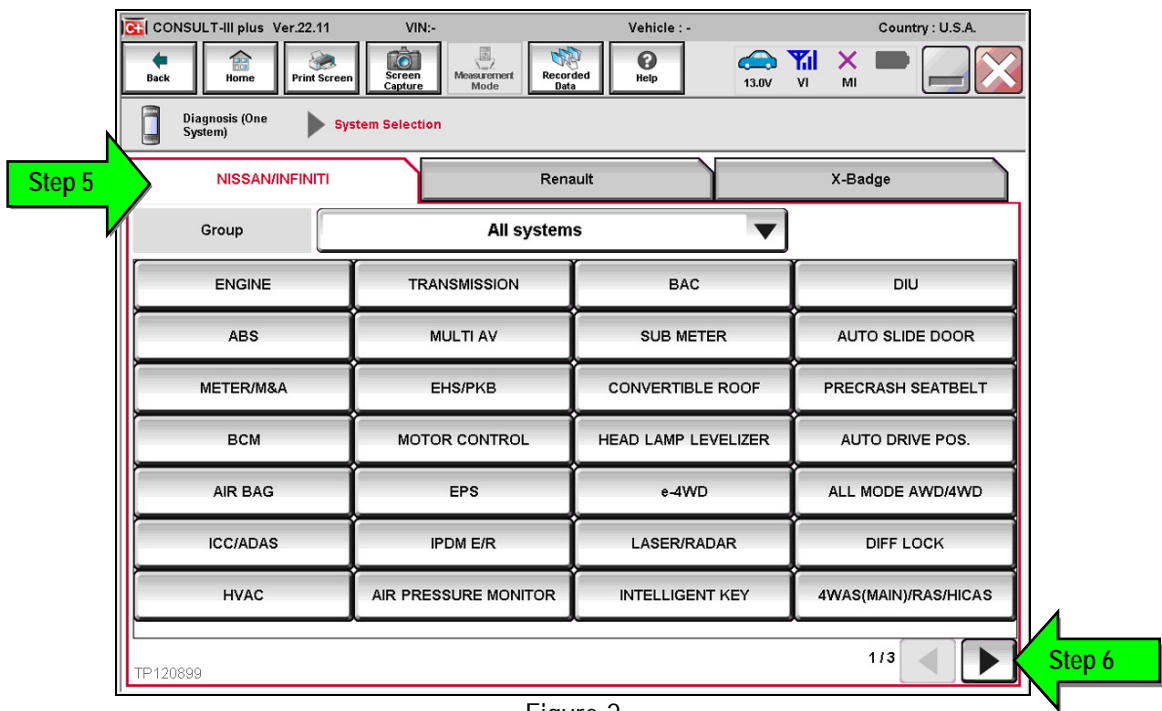 C+ CONSULT-III plus Ver.22.11 VIN:- Vehicle : - Country : U.S.A.
Back Home Print Screen Screen Capture Measurement Mode Recorded Data Help 13.0V VI MI
Diagnosis (One System) System Selection
Step 5
NISSAN/INFINITI Renault X-Badge
Group All systems
ENGINE TRANSMISSION BAC DIU
ABS MULTI AV SUB METER AUTO SLIDE DOOR
METER/M&A EHS/PKB CONVERTIBLE ROOF PRECRASH SEATBELT
BCM MOTOR CONTROL HEAD LAMP LEVELIZER AUTO DRIVE POS.
AIR BAG EPS e-4WD ALL MODE AWD/4WD
ICC/ADAS IPDM E/R LASER/RADAR DIFF LOCK
HVAC AIR PRESSURE MONITOR INTELLIGENT KEY 4WAS(MAIN)/RAS/HICAS
1/3
Step 6
TP120899
Figure 2